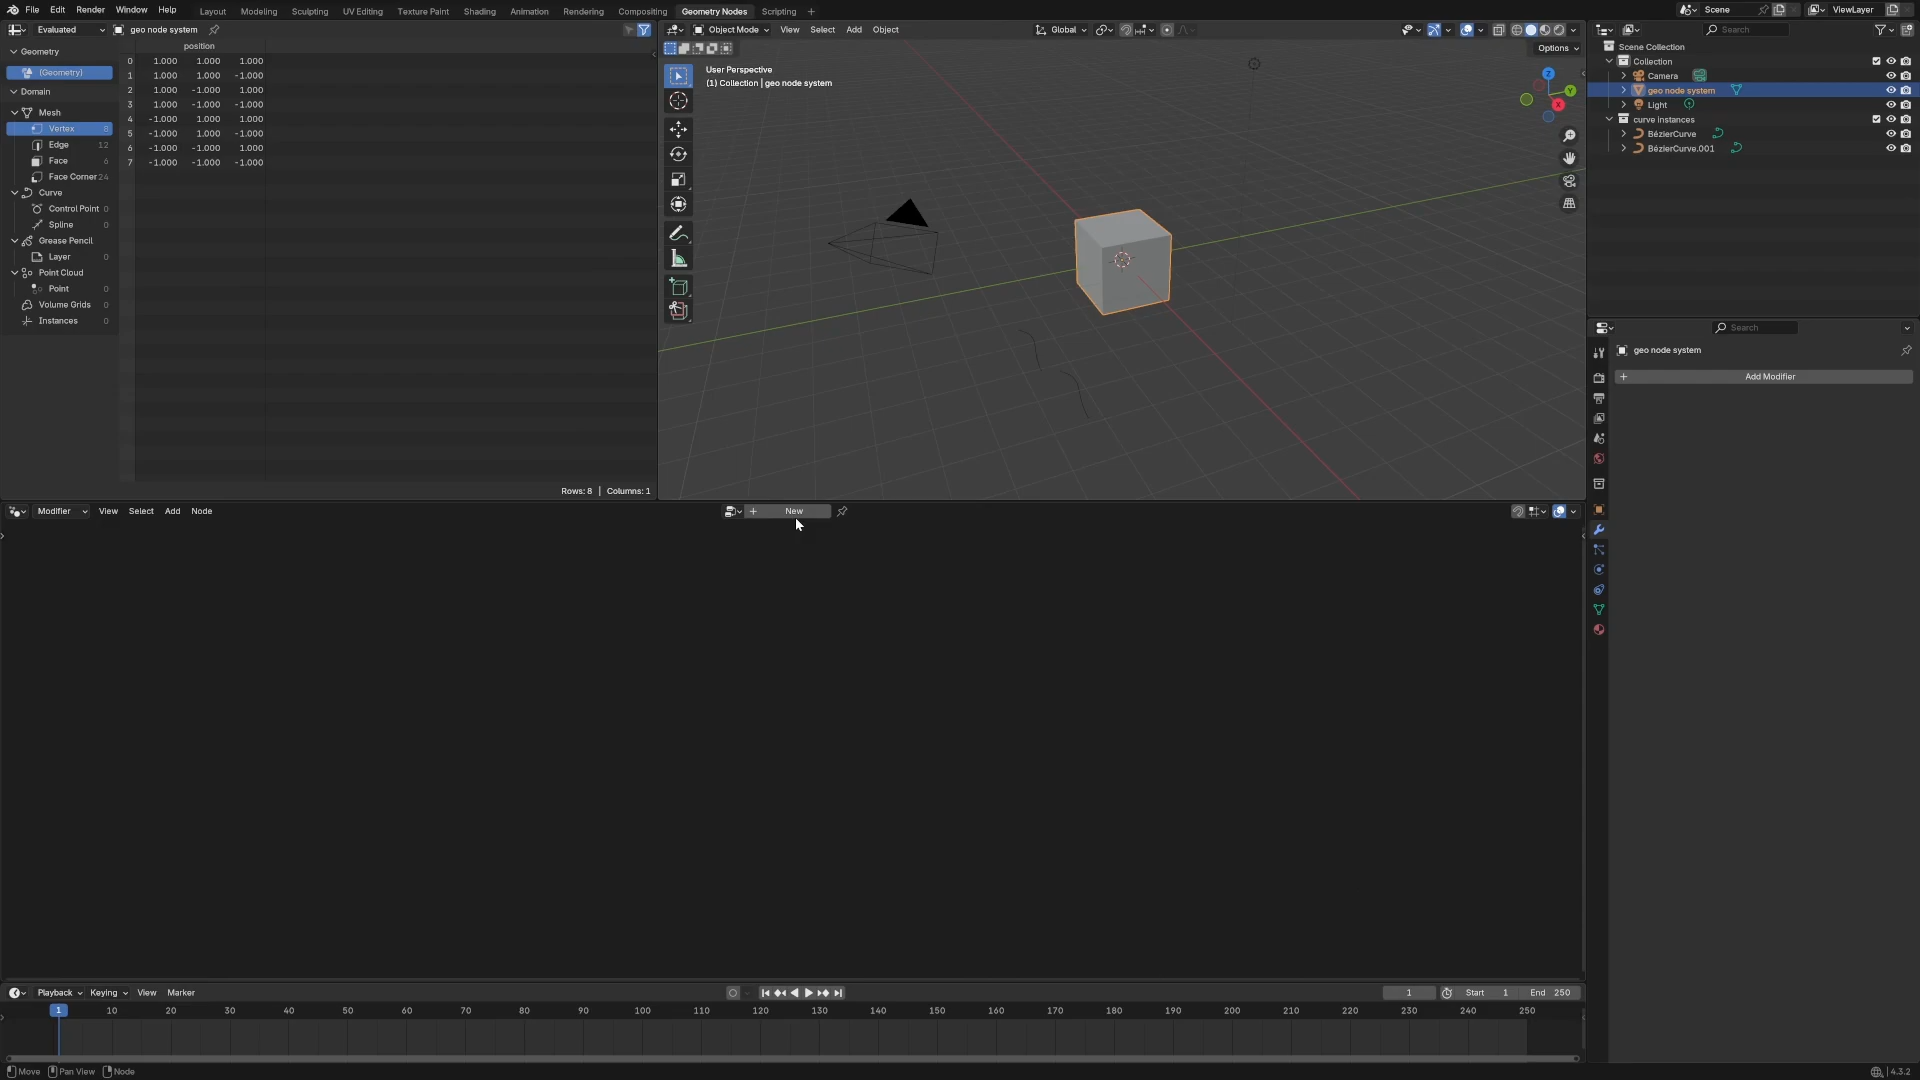 File Edit Render Window Help Layout Modeling Sculpting UV Editing Texture Paint Shading Animation Rendering Compositing Geometry Nodes Scripting + Scene ViewLayer
Evaluated geo node system
Geometry
(Geometry)
Domain
Mesh
Vertex 8
Edge 12
Face 6
Face Corner 24
Curve
Control Point 0
Spline 0
Grease Pencil
Layer 0
Point Cloud
Point 0
Volume Grids 0
Instances 0
position
0 1.000 1.000 1.000
1 1.000 1.000 -1.000
2 1.000 -1.000 1.000
3 1.000 -1.000 -1.000
4 -1.000 1.000 1.000
5 -1.000 1.000 -1.000
6 -1.000 -1.000 1.000
7 -1.000 -1.000 -1.000
Rows: 8 | Columns: 1
Object Mode View Select Add Object Global
Options
User Perspective
(1) Collection | geo node system
Z
Y
X
Search
Scene Collection
Collection
Camera
geo node system
Light
curve instances
BézierCurve
BézierCurve.001
Search
geo node system
+ Add Modifier
Modifier View Select Add Node + New
Playback Keying View Marker 1 Start 1 End 250
1 10 20 30 40 50 60 70 80 90 100 110 120 130 140 150 160 170 180 190 200 210 220 230 240 250
Move Pan View Node 4.3.2